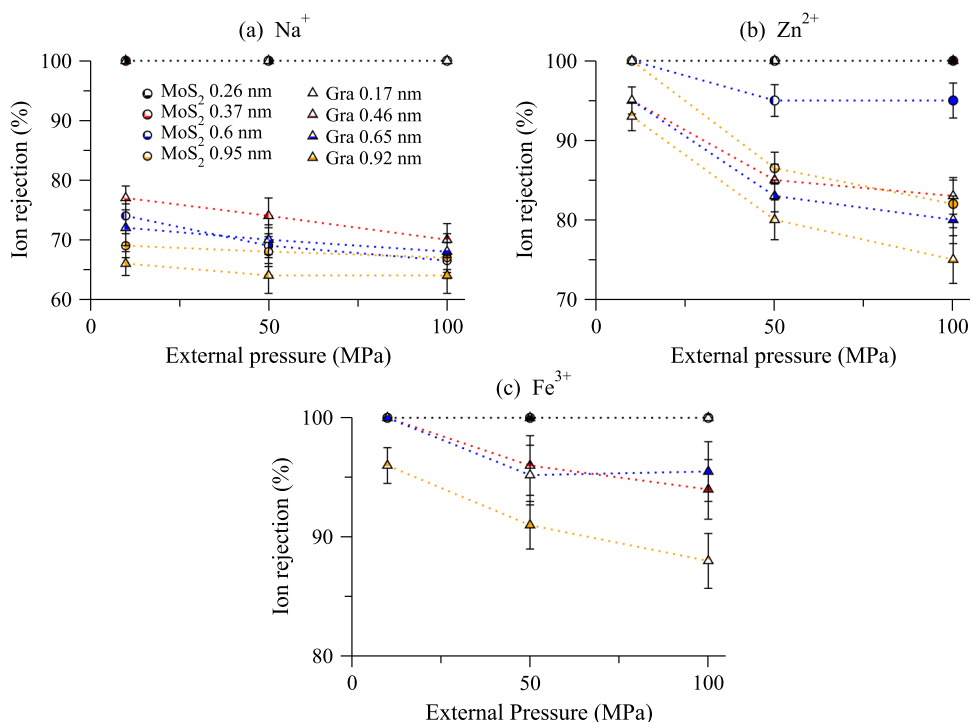 (a) Na⁺
Ion rejection (%)
100
90
80
70
60
MoS₂ 0.26 nm
MoS₂ 0.37 nm
MoS₂ 0.6 nm
MoS₂ 0.95 nm
Gra 0.17 nm
Gra 0.46 nm
Gra 0.65 nm
Gra 0.92 nm
0
50
100
External pressure (MPa)
(b) Zn²⁺
Ion rejection (%)
100
90
80
70
0
50
100
External pressure (MPa)
(c) Fe³⁺
Ion rejection (%)
100
90
80
0
50
100
External Pressure (MPa)